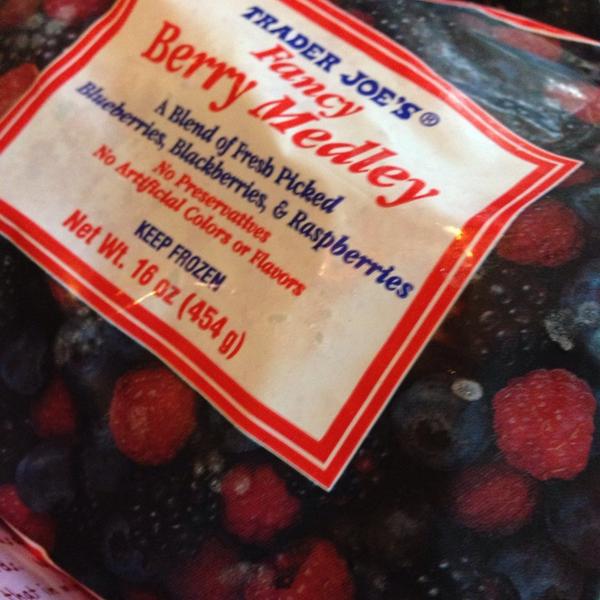 TRADER JOE'S®
Fancy
Berry Medley
A Blend of Fresh Picked
Blueberries, Blackberries, & Raspberries
No Preservatives
No Artificial Colors or Flavors
KEEP FROZEN
Net Wt. 16 oz (454 g)